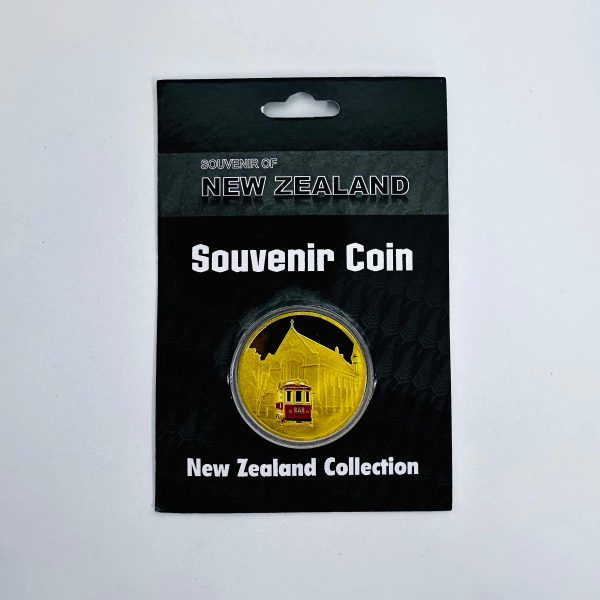 SOUVENIR OF
NEW ZEALAND
Souvenir Coin
New Zealand Collection